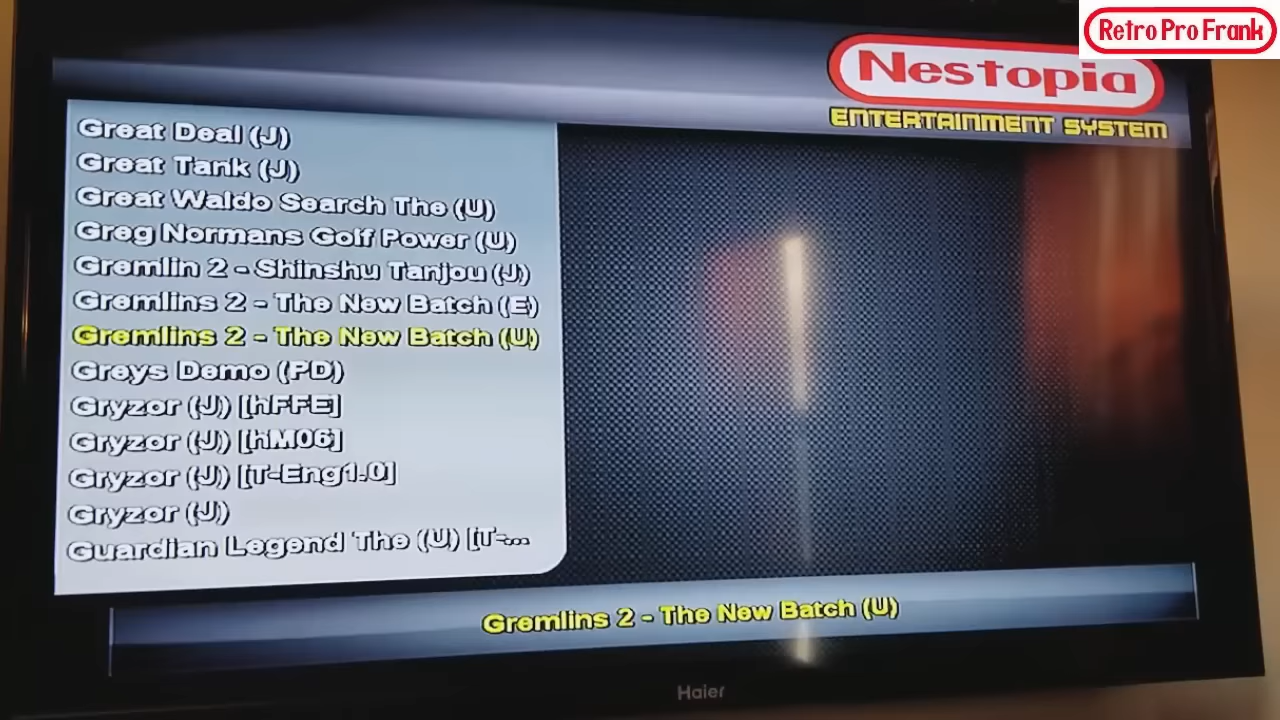 Retro Pro Frank
Nestopia
ENTERTAINMENT SYSTEM
Great Deal (J)
Great Tank (J)
Great Waldo Search The (U)
Greg Normans Golf Power (U)
Gremlin 2 - Shinshu Tanjou (J)
Gremlins 2 - The New Batch (E)
Gremlins 2 - The New Batch (U)
Greys Demo (PD)
Gryzor (J) [hFFE]
Gryzor (J) [hM06]
Gryzor (J) [T-Eng1.0]
Gryzor (J)
Guardian Legend The (U) [T-...
Gremlins 2 - The New Batch (U)
Haier